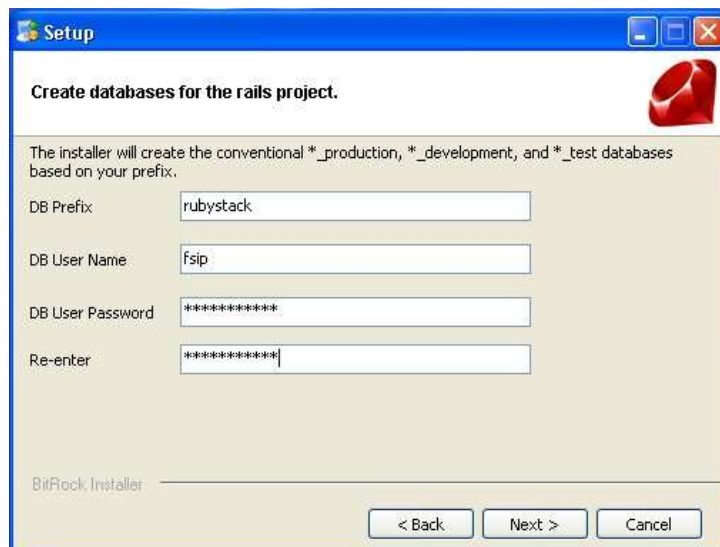 Setup
Create databases for the rails project.
The installer will create the conventional *_production, *_development, and *_test databases
based on your prefix.
DB Prefix rubystack
DB User Name fsip
DB User Password ***********
Re-enter ***********
BitRock Installer
< Back Next > Cancel